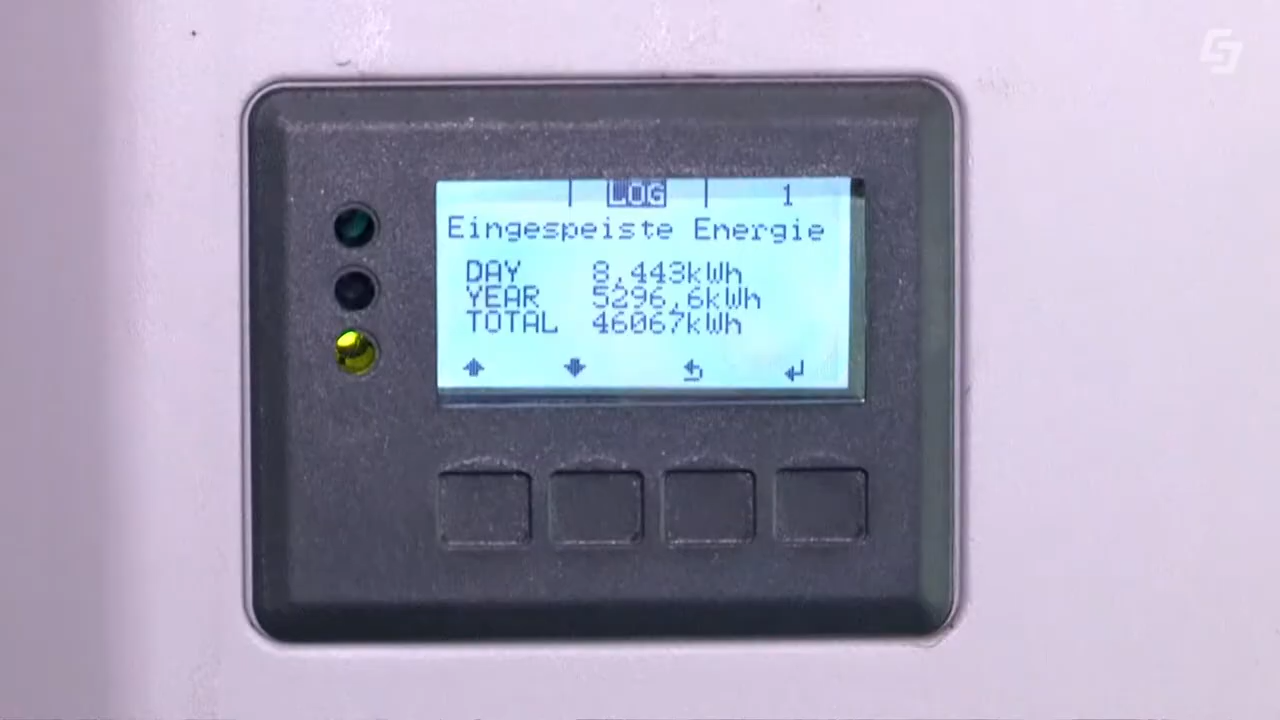 LOG 1
Eingespeiste Energie
DAY 8,443kWh
YEAR 5296,6kWh
TOTAL 46067kWh